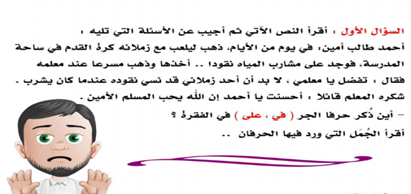 السؤال الأول : أقرأ النص الآتي ثم أجيب عن الأسئلة التي تليه :
أحمد طالب أمين، في يوم من الأيام، ذهب ليلعب مع زملائه كرة القدم في ساحة
المدرسة، فوجد على مشارب المياه نقودا .. أخذها وذهب مسرعا عند معلمه
فقال : تفضل يا معلمي ، لا بد أن أحد زملائي قد نسي نقوده عندما كان يشرب .
شكره المعلم قائلا : أحسنت يا أحمد إن الله يحب المسلم الأمين .
- أين ذُكر حرفا الجر ( في ، على ) في الفقرة ؟
أقرأ الجُمَل التي ورد فيها الحرفان ..